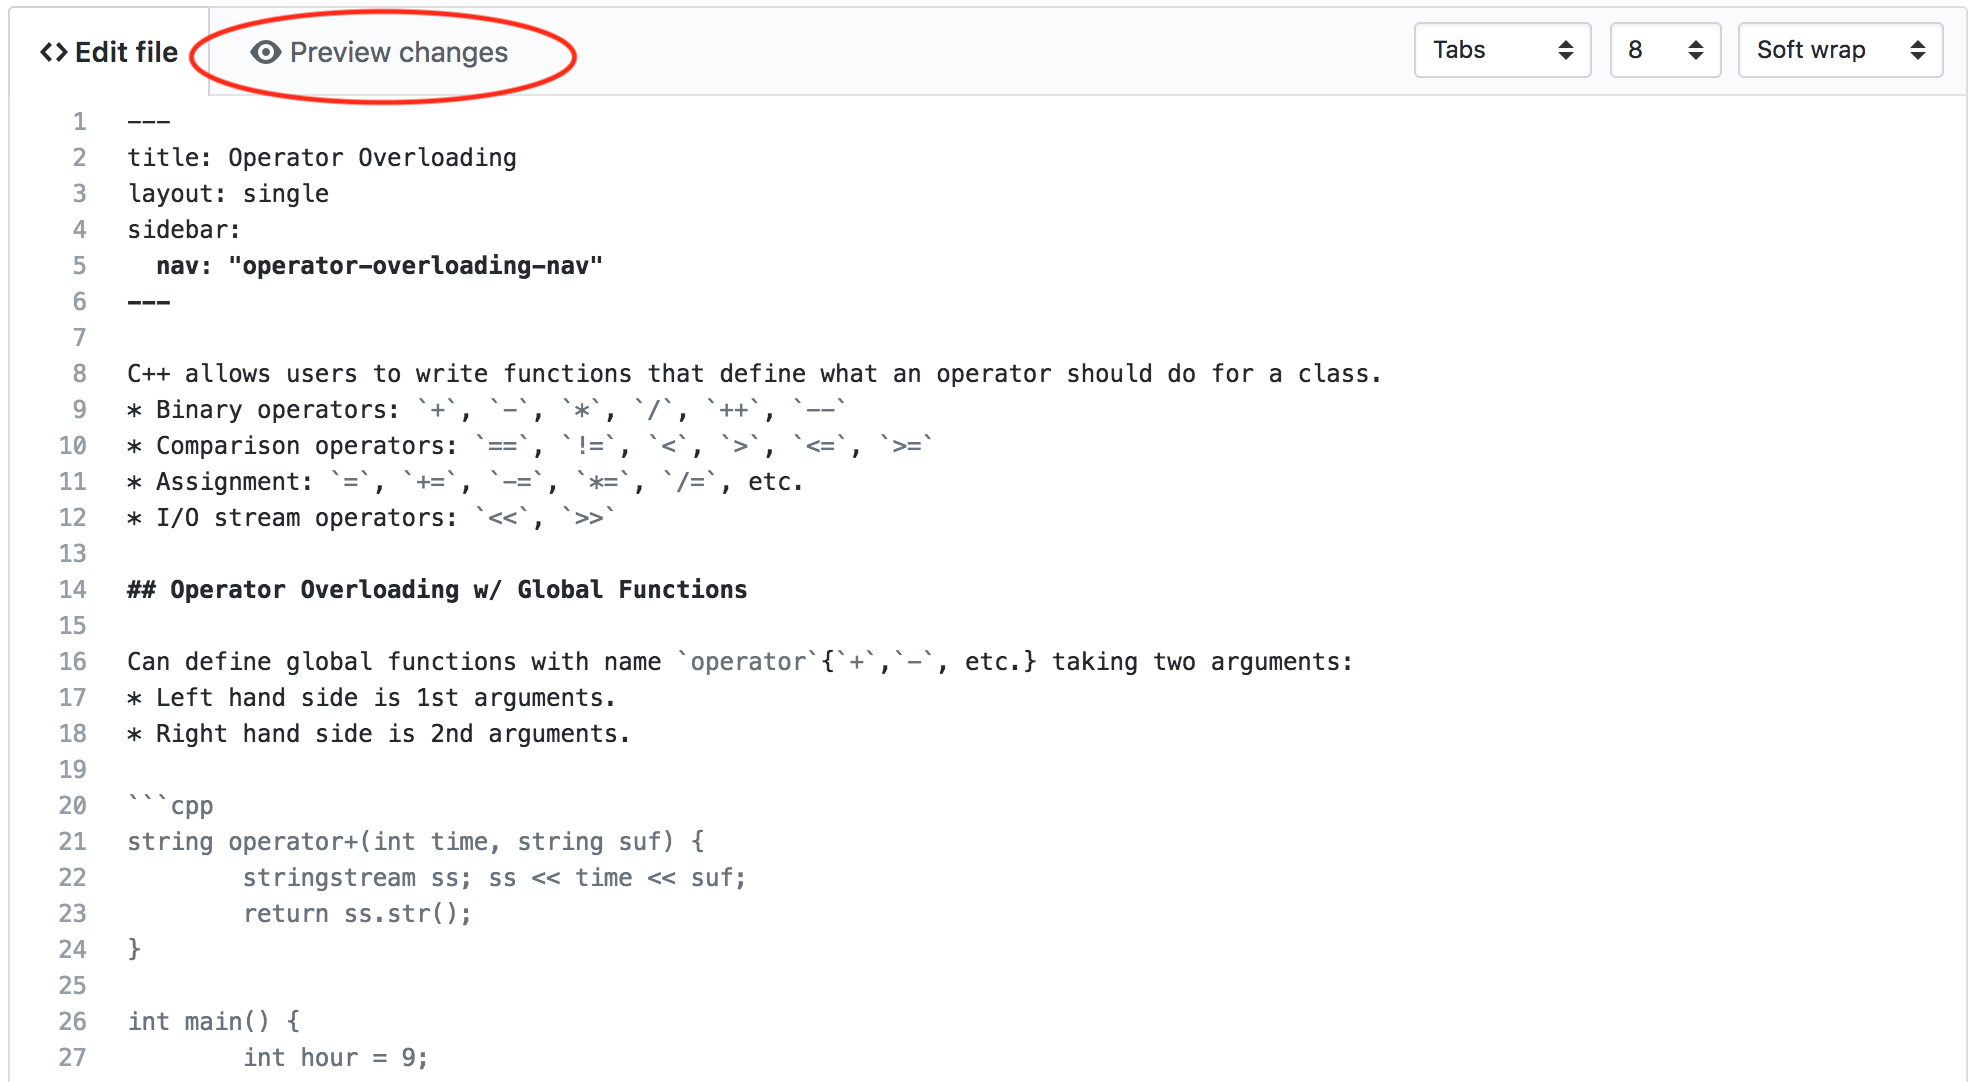 <> Edit file Preview changes Tabs 8 Soft wrap
1 ---
2 title: Operator Overloading
3 layout: single
4 sidebar:
5   nav: "operator-overloading-nav"
6 ---
7
8 C++ allows users to write functions that define what an operator should do for a class.
9 * Binary operators: `+`, `-`, `*`, `/`, `++`, `--`
10 * Comparison operators: `==`, `!=`, `<`, `>`, `<=`, `>=`
11 * Assignment: `=`, `+=`, `-=`, `*=`, `/=`, etc.
12 * I/O stream operators: `<<`, `>>`
13
14 ## Operator Overloading w/ Global Functions
15
16 Can define global functions with name `operator`{`+`,`-`, etc.} taking two arguments:
17 * Left hand side is 1st arguments.
18 * Right hand side is 2nd arguments.
19
20 ```cpp
21 string operator+(int time, string suf) {
22         stringstream ss; ss << time << suf;
23         return ss.str();
24 }
25
26 int main() {
27         int hour = 9;